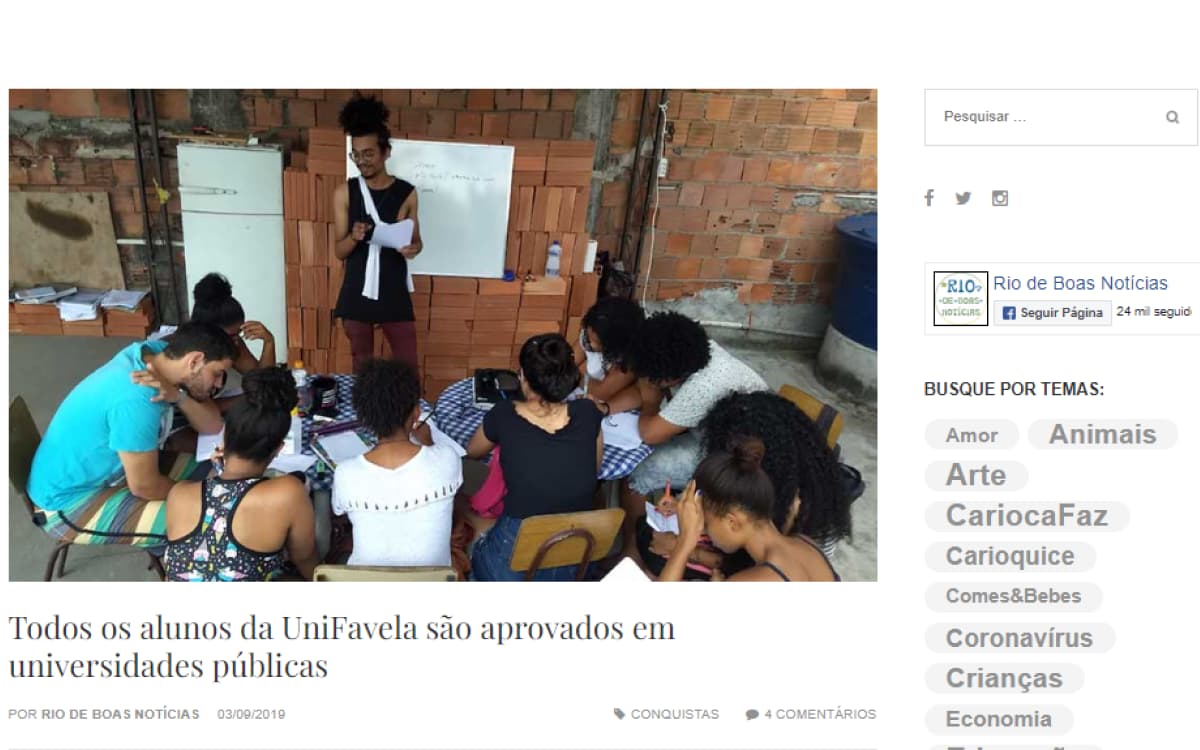 Todos os alunos da UniFavela são aprovados em
universidades públicas
POR RIO DE BOAS NOTÍCIAS 03/09/2019 CONQUISTAS 4 COMENTÁRIOS
Pesquisar ...
RIO
DE BOAS
NOTÍCIAS
Rio de Boas Notícias
Seguir Página 24 mil seguid
BUSQUE POR TEMAS:
Amor Animais
Arte
CariocaFaz
Carioquice
Comes&Bebes
Coronavírus
Crianças
Economia